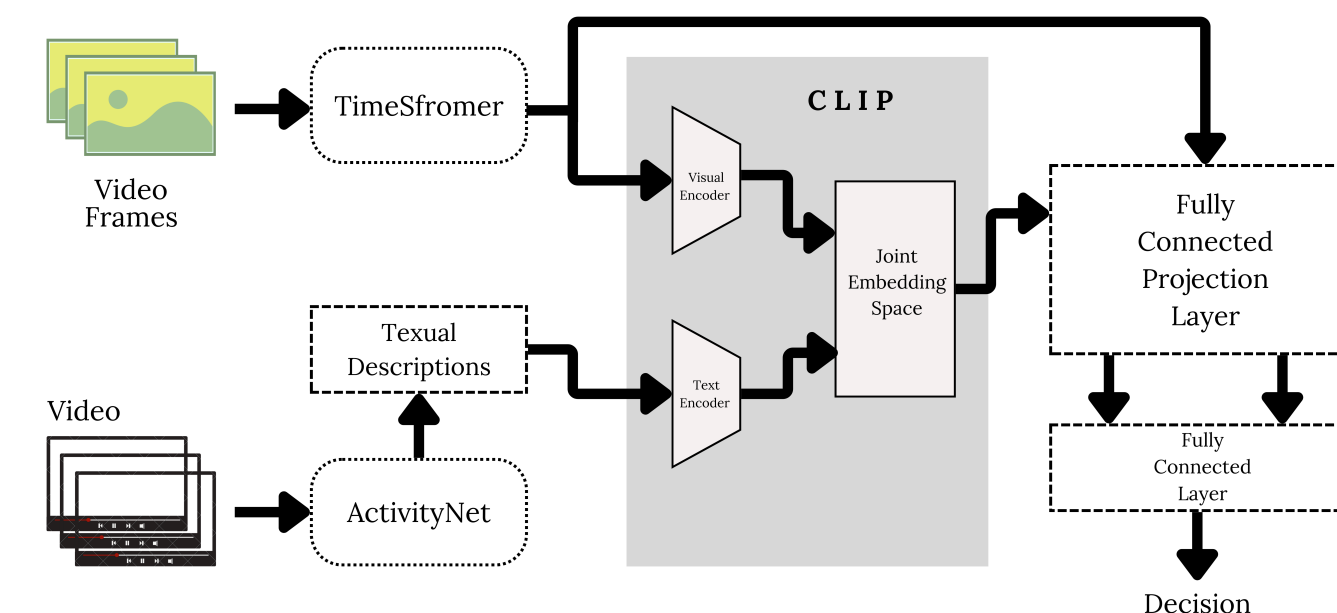 TimeSfromer
Video
Frames
CLIP
Visual
Encoder
Joint
Embedding
Space
Fully
Connected
Projection
Layer
Texual
Descriptions
Text
Encoder
Video
ActivityNet
Fully
Connected
Layer
Decision